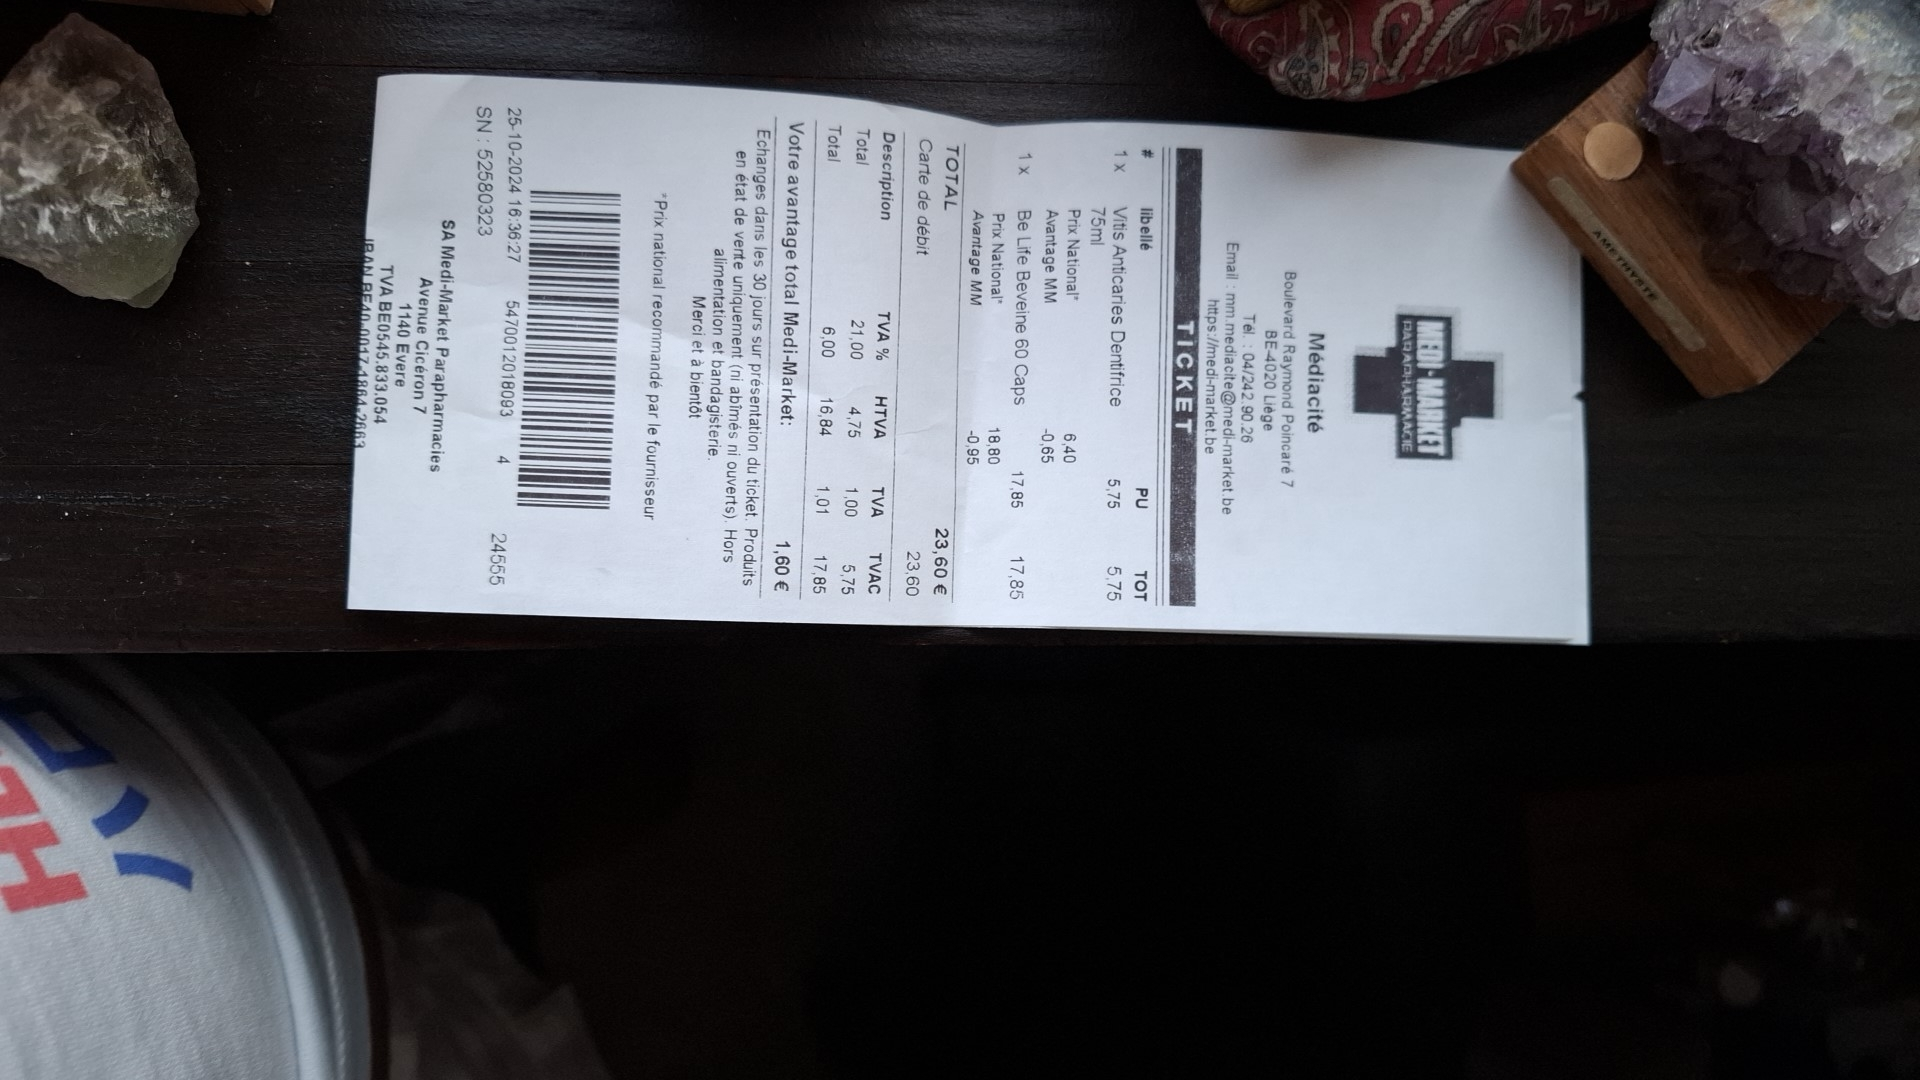 MEDI-MARKET
PARAPHARMACIE
Médiacité
Boulevard Raymond Poincaré 7
BE-4020 Liège
Tél. : 04/242.90.26
Email : mm.mediacite@medi-market.be
https://medi-market.be
TICKET
# libellé PU TOT
1 x Vitis Anticaries Dentifrice 5,75 5,75
75ml
Prix National* 6,40
Avantage MM -0,65
1 x Be Life Beveine 60 Caps 17,85 17,85
Prix National* 18,80
Avantage MM -0,95
TOTAL 23,60 €
Carte de débit 23,60
Description TVA % HTVA TVA TVAC
Total 21,00 4,75 1,00 5,75
Total 6,00 16,84 1,01 17,85
Votre avantage total Medi-Market: 1,60 €
Echanges dans les 30 jours sur présentation du ticket. Produits
en état de vente uniquement (ni abîmés ni ouverts). Hors
alimentation et bandagisterie.
Merci et à bientôt
*Prix national recommandé par le fournisseur
25-10-2024 16:36:27 5470012018093 4 24555
SN : 52580323
SA Medi-Market Parapharmacies
Avenue Cicéron 7
1140 Evere
TVA BE0545.833.054
IBAN BE40-0017-1864-2663
AMETHYSTE